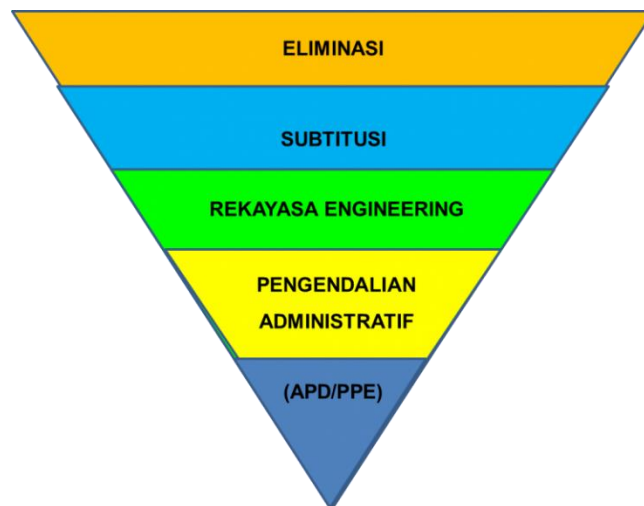 ELIMINASI
SUBTITUSI
REKAYASA ENGINEERING
PENGENDALIAN
ADMINISTRATIF
(APD/PPE)